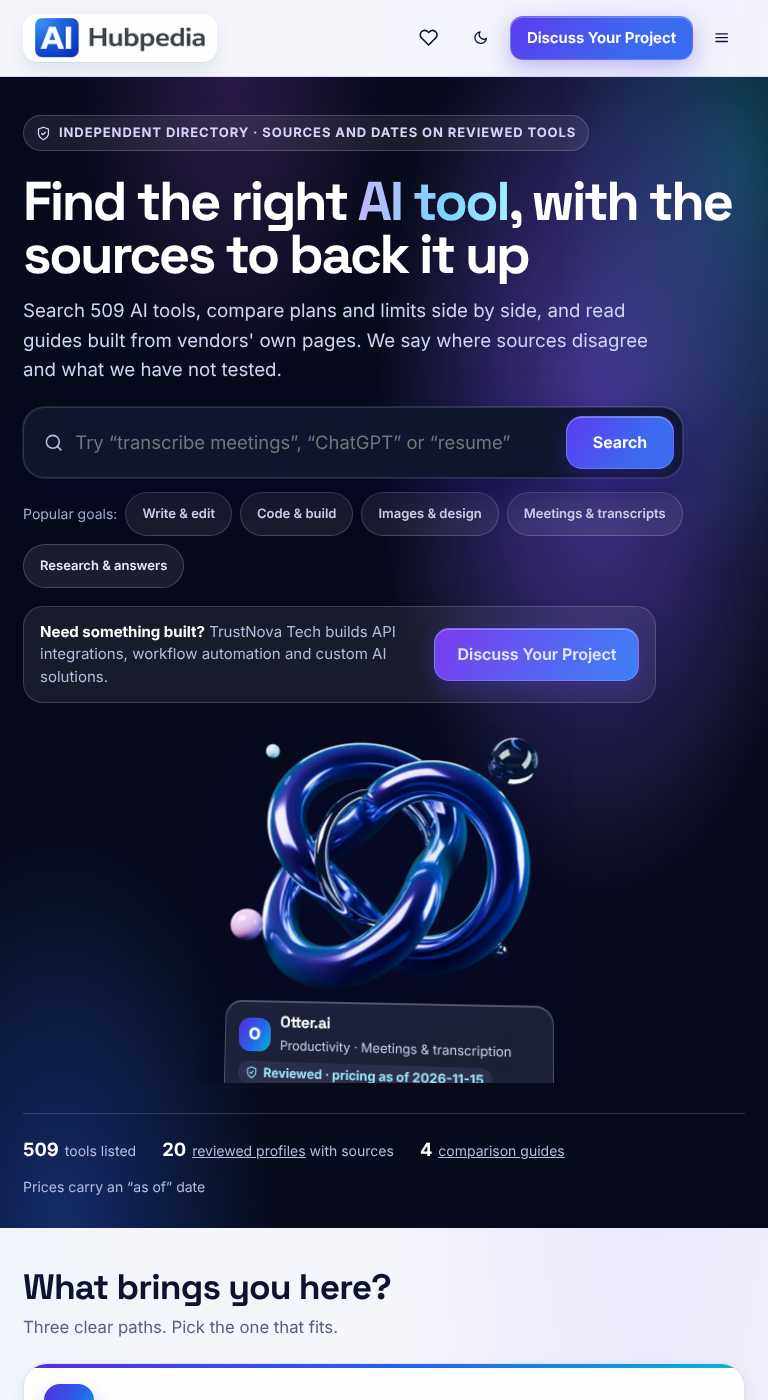 AI Hubpedia
Discuss Your Project
INDEPENDENT DIRECTORY · SOURCES AND DATES ON REVIEWED TOOLS
Find the right AI tool, with the
sources to back it up
Search 509 AI tools, compare plans and limits side by side, and read
guides built from vendors' own pages. We say where sources disagree
and what we have not tested.
Try “transcribe meetings”, “ChatGPT” or “resume”
Search
Popular goals:
Write & edit
Code & build
Images & design
Meetings & transcripts
Research & answers
Need something built? TrustNova Tech builds API
integrations, workflow automation and custom AI
solutions.
Discuss Your Project
O
Otter.ai
Productivity · Meetings & transcription
Reviewed · pricing as of 2026-11-15
509 tools listed
20 reviewed profiles with sources
4 comparison guides
Prices carry an “as of” date
What brings you here?
Three clear paths. Pick the one that fits.